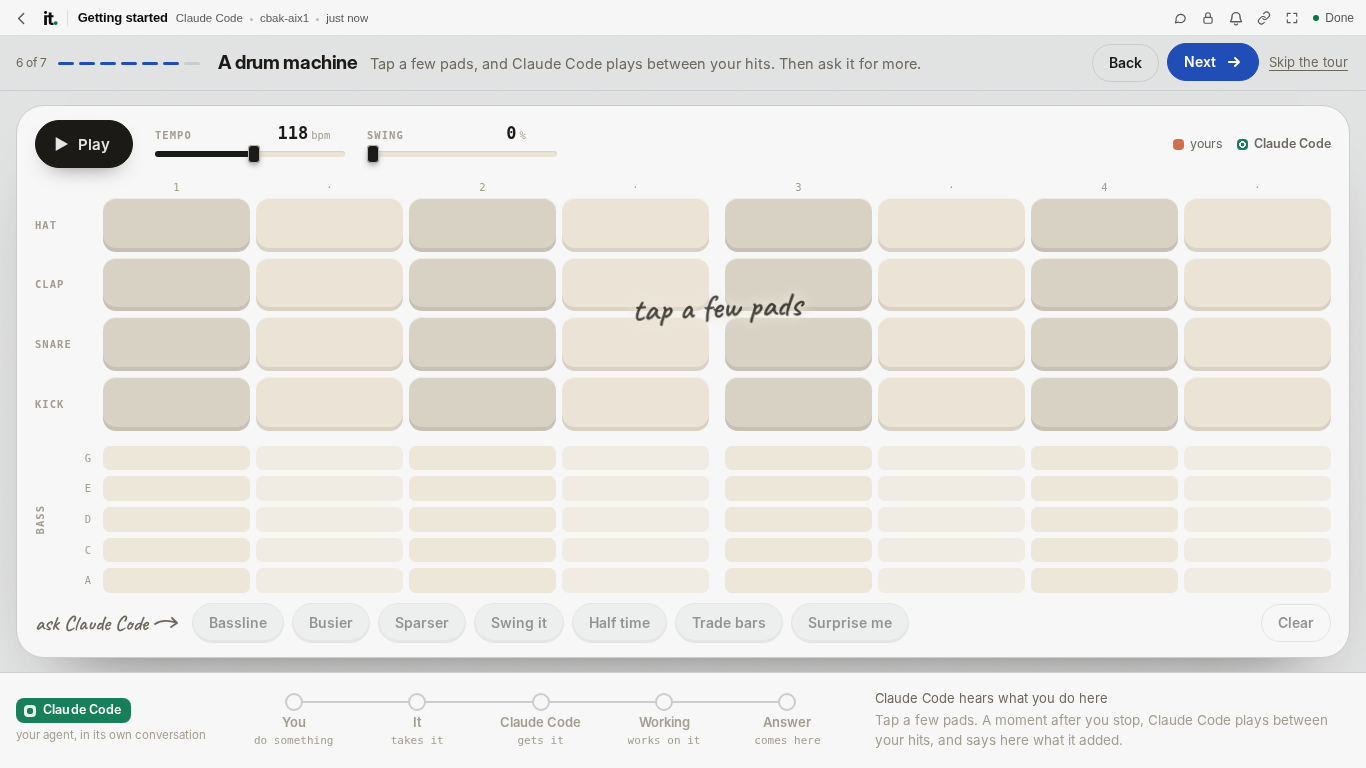 it. Getting started Claude Code • cbak-aix1 • just now Done
6 of 7 A drum machine Tap a few pads, and Claude Code plays between your hits. Then ask it for more. Back Next → Skip the tour
Play TEMPO 118 bpm SWING 0 % yours Claude Code
1 · 2 · 3 · 4 ·
HAT
CLAP
tap a few pads
SNARE
KICK
G
E
BASS
D
C
A
ask Claude Code → Bassline Busier Sparser Swing it Half time Trade bars Surprise me Clear
Claude Code
your agent, in its own conversation
You It Claude Code Working Answer
do something takes it gets it works on it comes here
Claude Code hears what you do here
Tap a few pads. A moment after you stop, Claude Code plays between
your hits, and says here what it added.